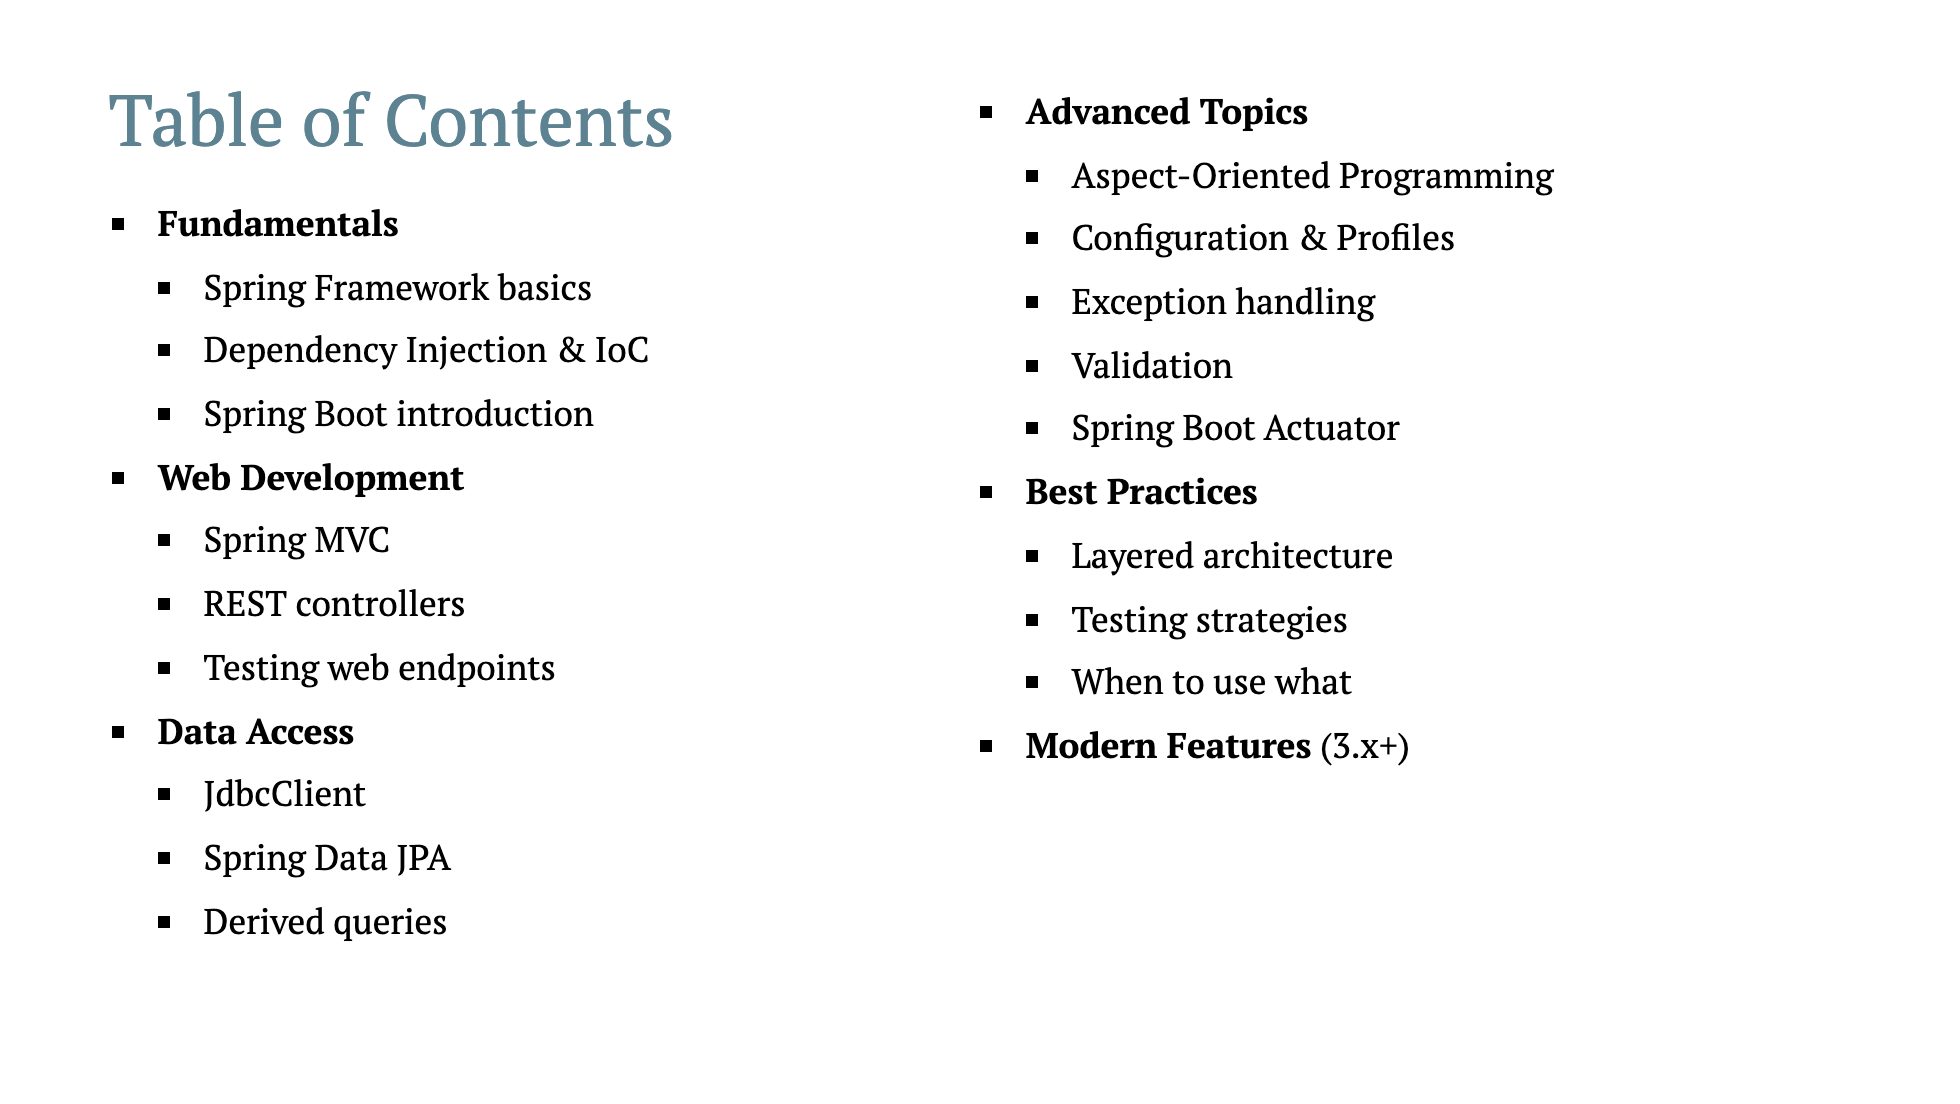 Table of Contents
Fundamentals
Spring Framework basics
Dependency Injection & IoC
Spring Boot introduction
Web Development
Spring MVC
REST controllers
Testing web endpoints
Data Access
JdbcClient
Spring Data JPA
Derived queries
Advanced Topics
Aspect-Oriented Programming
Configuration & Profiles
Exception handling
Validation
Spring Boot Actuator
Best Practices
Layered architecture
Testing strategies
When to use what
Modern Features (3.x+)